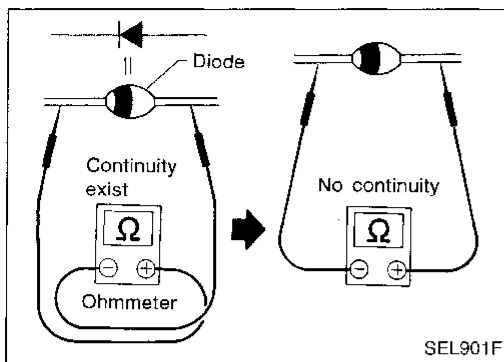 Diode
Continuity
exist
Ω
⊖ ⊕
Ohmmeter
No continuity
Ω
⊖ ⊕
SEL901F